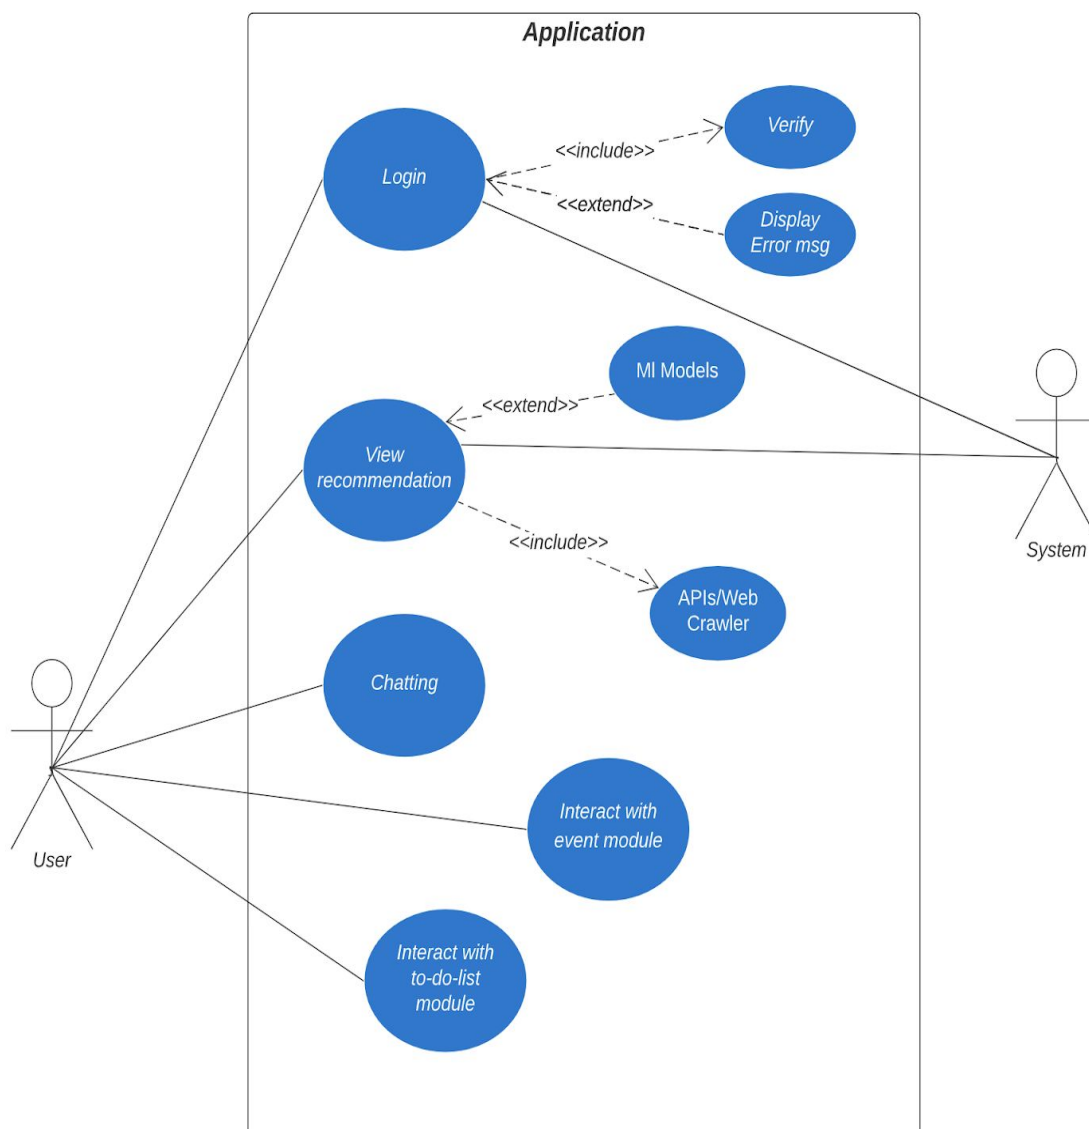 Application
Login
<<include>>
Verify
<<extend>>
Display
Error msg
Ml Models
<<extend>>
View
recommendation
<<include>>
System
APIs/Web
Crawler
Chatting
Interact with
event module
User
Interact with
to-do-list
module